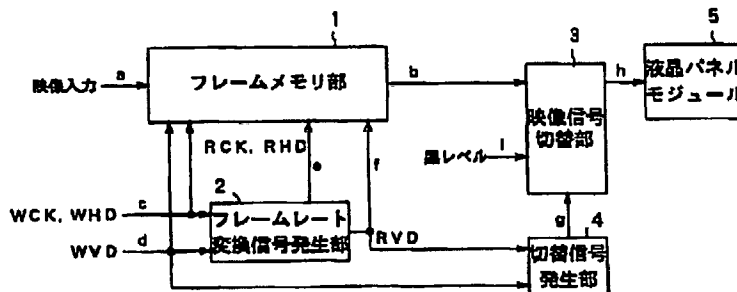 1
5
3
映像入力
a
フレームメモリ部
b
h
液晶パネル
モジュール
映像信号
切替部
RCK, RHD
e
f
黒レベル
i
2
WCK, WHD
c
フレームレート
変換信号発生部
g
4
WVD
d
RVD
切替信号
発生部